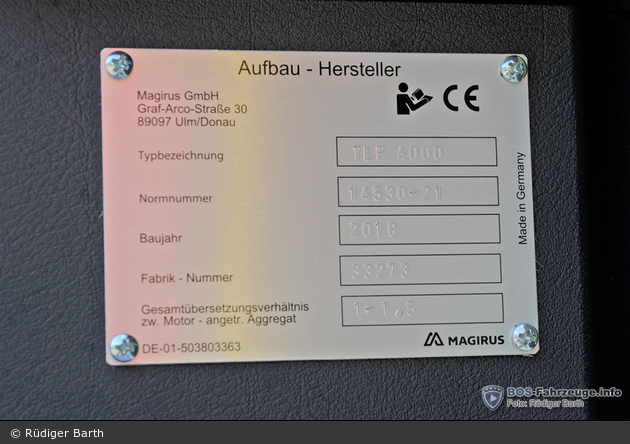 Aufbau - Hersteller
Magirus GmbH
Graf-Arco-Straße 30
89097 Ulm/Donau
CE
Typbezeichnung TLF 4000
Normnummer 14530-21
Baujahr 2018
Fabrik - Nummer 33273
Gesamtübersetzungsverhältnis
zw. Motor - angetr. Aggregat 1-1,,5
DE-01-503803363
MAGIRUS
Made in Germany
BOS-Fahrzeuge.Info
Foto: Rüdiger Barth
© Rüdiger Barth